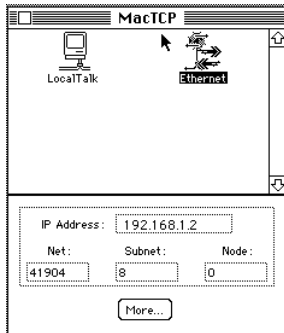 MacTCP
LocalTalk Ethernet
IP Address: 192.168.1.2
Net: Subnet: Node:
41904 8 0
More...